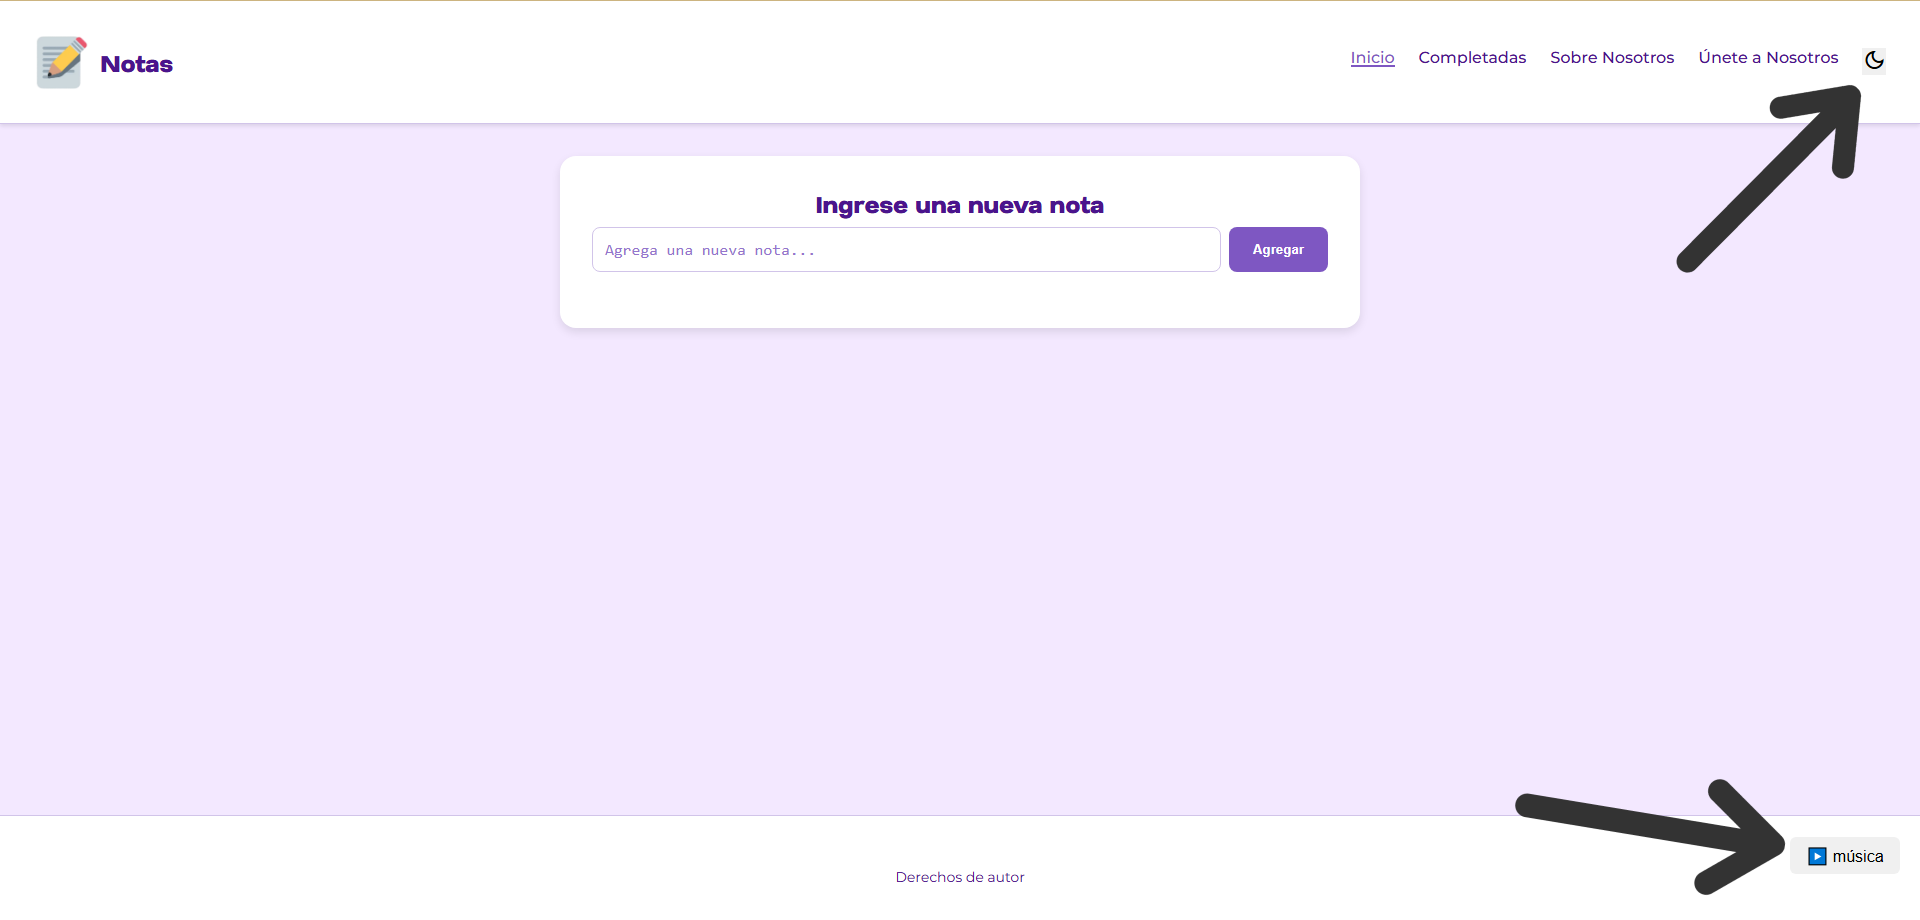 Notas
Inicio Completadas Sobre Nosotros Únete a Nosotros
Ingrese una nueva nota
Agrega una nueva nota... Agregar
música
Derechos de autor